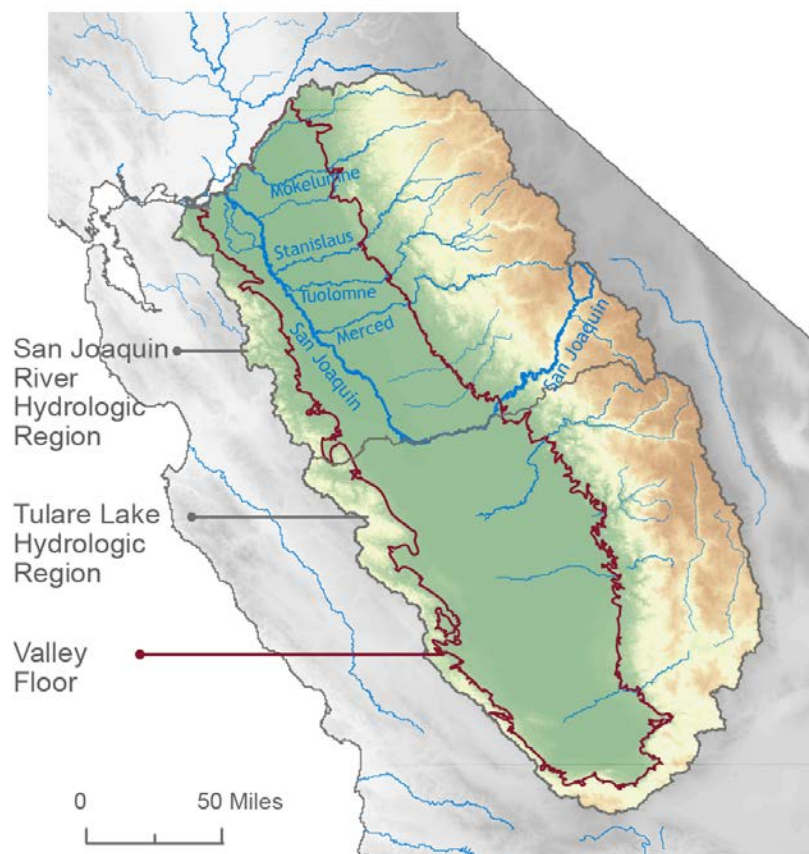 Mokelumne
Stanislaus
Tuolomne
Merced
San Joaquin
San Joaquin
San Joaquin
River
Hydrologic
Region
Tulare Lake
Hydrologic
Region
Valley
Floor
0 50 Miles